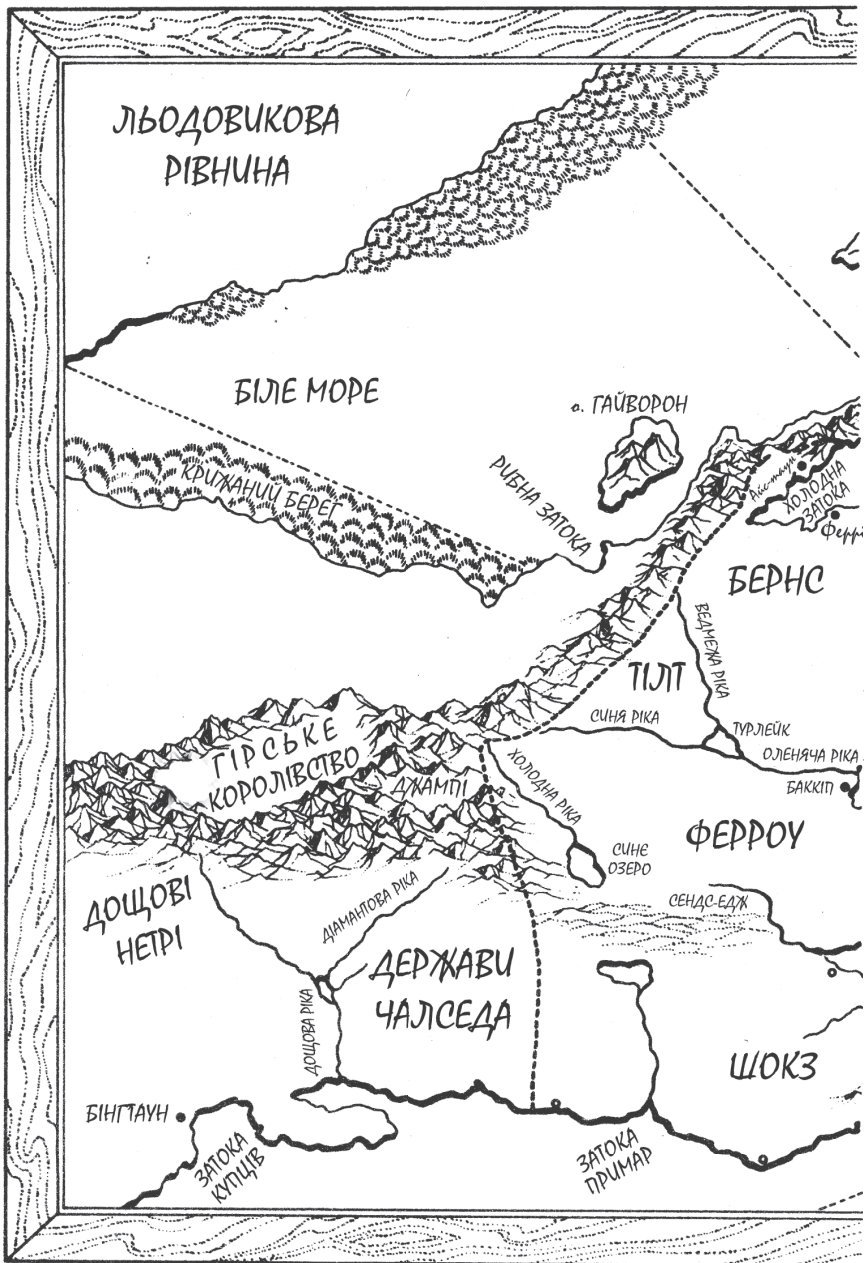 ЛЬОДОВИКОВА
РІВНИНА
БІЛЕ МОРЕ
о. ГАЙВОРОН
КРИЖАНИЙ БЕРЕГ
РИБНА ЗАТОКА
Айс-таун
ХОЛОДНА
ЗАТОКА
БЕРНС
ВЕДМЕЖА РІКА
ТІЛТ
СИНЯ РІКА
ТУРЛЕЙК
ОЛЕНЯЧА РІКА
БАККІП
ГІРСЬКЕ
КОРОЛІВСТВО
ДЖАМПІ
ХОЛОДНА РІКА
СИНЄ
ОЗЕРО
ФЕРРОУ
СЕНДС-ЕДЖ
ДОЩОВІ
НЕТРІ
ДІАМАНТОВА РІКА
ДЕРЖАВИ
ЧАЛСЕДА
ДОЩОВА РІКА
ШОКЗ
БІНГТАУН
ЗАТОКА
КУПЦІВ
ЗАТОКА
ПРИМАР